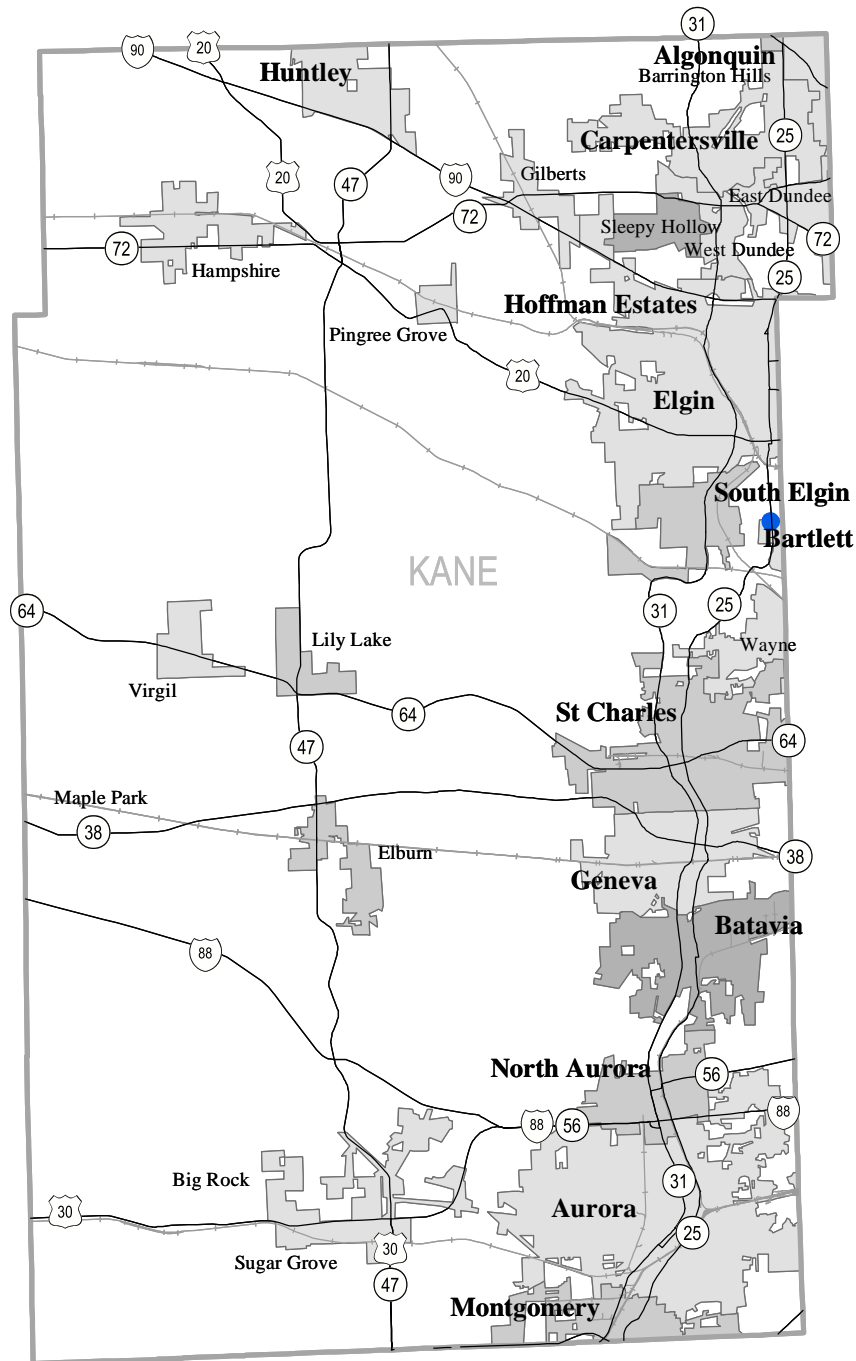 31
90
20
Algonquin
Huntley
Barrington Hills
25
Carpentersville
Gilberts
20
47
90
East Dundee
72
Sleepy Hollow
72
72
West Dundee
Hampshire
25
Hoffman Estates
Pingree Grove
20
Elgin
South Elgin
Bartlett
KANE
64
31
25
Lily Lake
Wayne
Virgil
64
St Charles
47
64
Maple Park
38
Elburn
38
Geneva
Batavia
88
North Aurora
56
88
88
56
Big Rock
31
Aurora
30
25
30
Sugar Grove
47
Montgomery